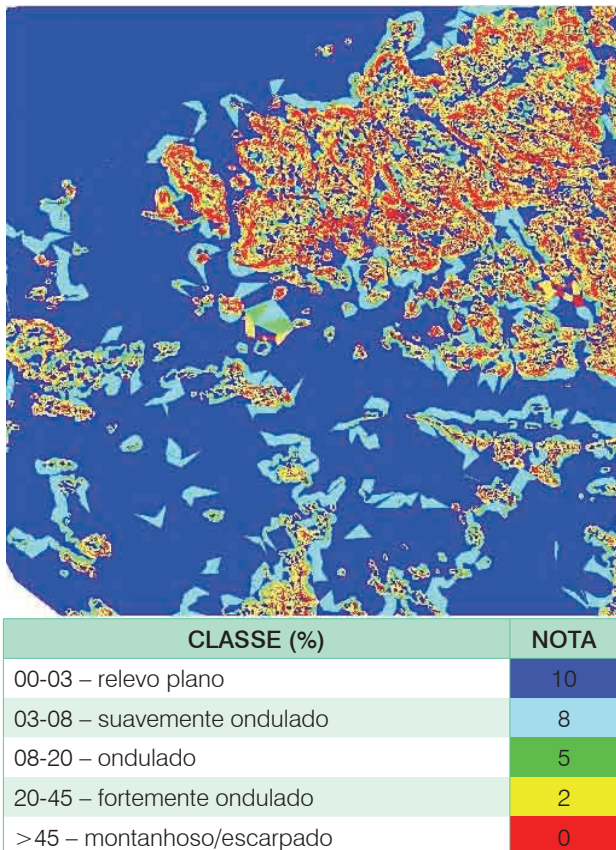 CLASSE (%) NOTA
00-03 – relevo plano 10
03-08 – suavemente ondulado 8
08-20 – ondulado 5
20-45 – fortemente ondulado 2
>45 – montanhoso/escarpado 0